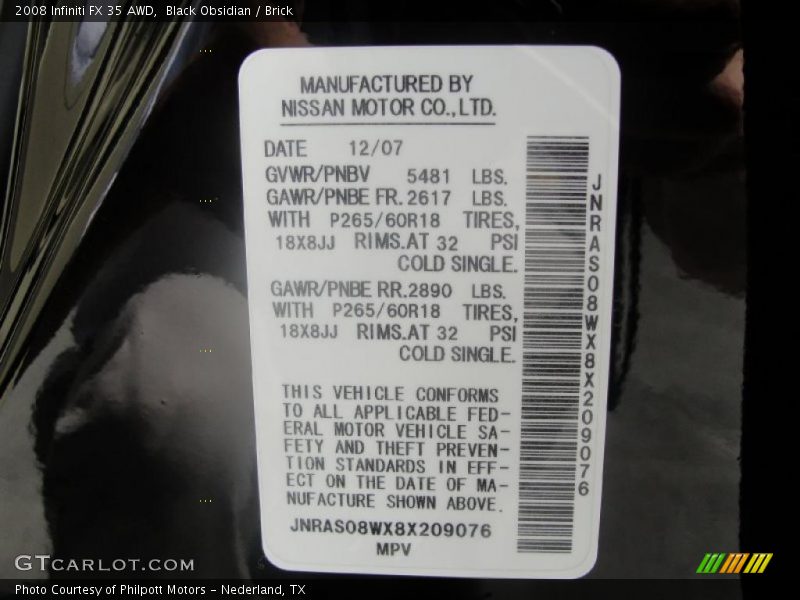 2008 Infiniti FX 35 AWD, Black Obsidian / Brick
MANUFACTURED BY
NISSAN MOTOR CO., LTD.
DATE 12/07
GVWR/PNBV 5481 LBS.
GAWR/PNBE FR. 2617 LBS.
WITH P265/60R18 TIRES,
18X8JJ RIMS. AT 32 PSI
COLD SINGLE.
GAWR/PNBE RR. 2890 LBS.
WITH P265/60R18 TIRES,
18X8JJ RIMS. AT 32 PSI
COLD SINGLE.
THIS VEHICLE CONFORMS
TO ALL APPLICABLE FED-
ERAL MOTOR VEHICLE SA-
FETY AND THEFT PREVEN-
TION STANDARDS IN EFF-
ECT ON THE DATE OF MA-
NUFACTURE SHOWN ABOVE.
JNRAS08WX8X209076
MPV
JNRAS08WX8X209076
GTCARLOT.COM
Photo Courtesy of Philpott Motors - Nederland, TX